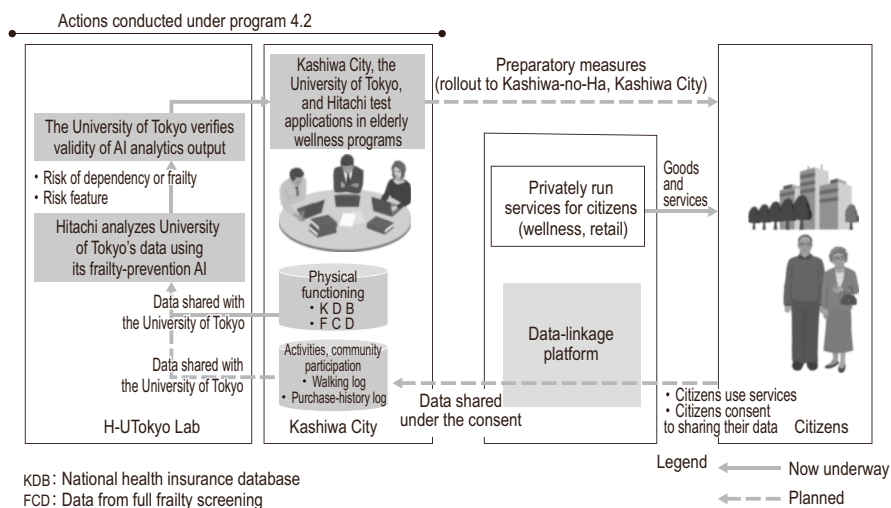 Actions conducted under program 4.2
The University of Tokyo verifies
validity of AI analytics output
• Risk of dependency or frailty
• Risk feature
Hitachi analyzes University
of Tokyo's data using
its frailty-prevention AI
Data shared with
the University of Tokyo
Data shared with
the University of Tokyo
H-UTokyo Lab
Kashiwa City, the
University of Tokyo,
and Hitachi test
applications in elderly
wellness programs
Physical
functioning
• K D B
• F C D
Activities, community
participation
• Walking log
• Purchase-history log
Kashiwa City
Preparatory measures
(rollout to Kashiwa-no-Ha, Kashiwa City)
Privately run
services for citizens
(wellness, retail)
Goods
and
services
Data-linkage
platform
Data shared
under the consent
• Citizens use services
• Citizens consent
to sharing their data
Citizens
Legend
Now underway
Planned
KDB: National health insurance database
FCD: Data from full frailty screening